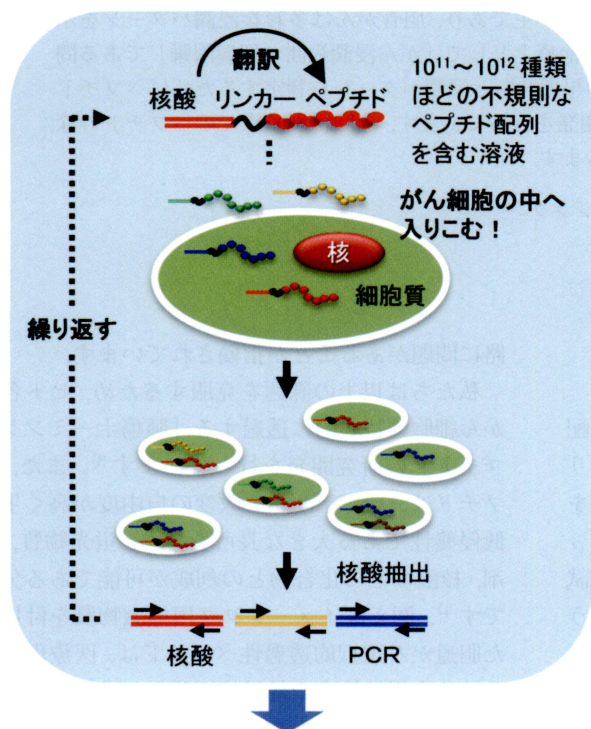 翻訳
核酸 リンカー ペプチド
10¹¹～10¹² 種類
ほどの不規則な
ペプチド配列
を含む溶液
がん細胞の中へ
入りこむ！
核
細胞質
繰り返す
核酸抽出
核酸
PCR